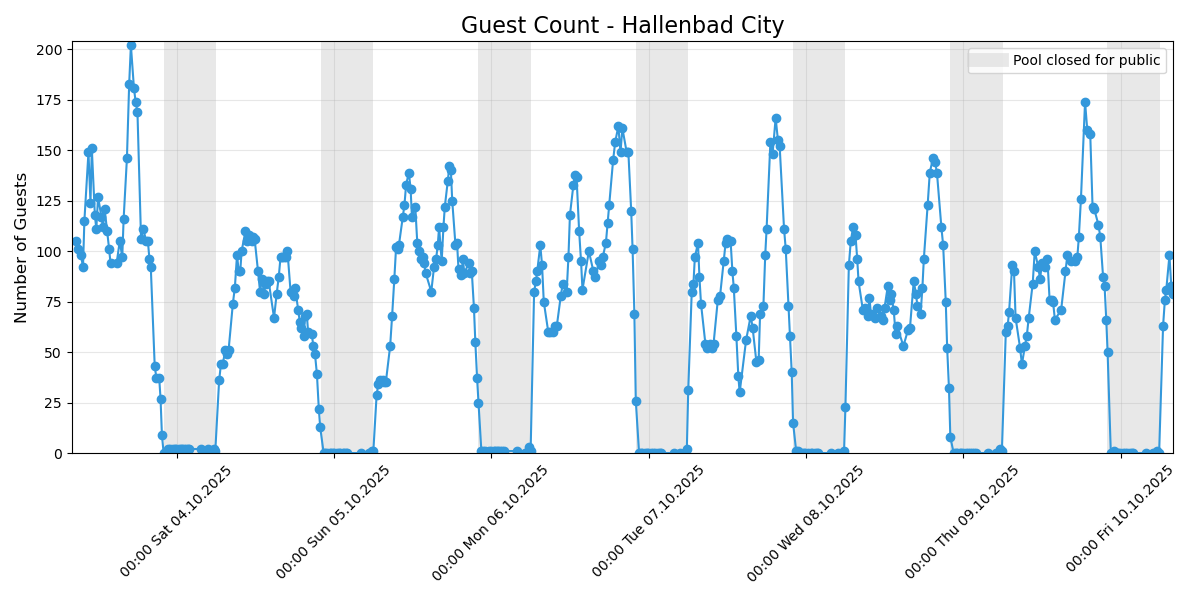 Guest Count - Hallenbad City
Pool closed for public
Number of Guests
200
175
150
125
100
75
50
25
0
00:00 Sat 04.10.2025
00:00 Sun 05.10.2025
00:00 Mon 06.10.2025
00:00 Tue 07.10.2025
00:00 Wed 08.10.2025
00:00 Thu 09.10.2025
00:00 Fri 10.10.2025